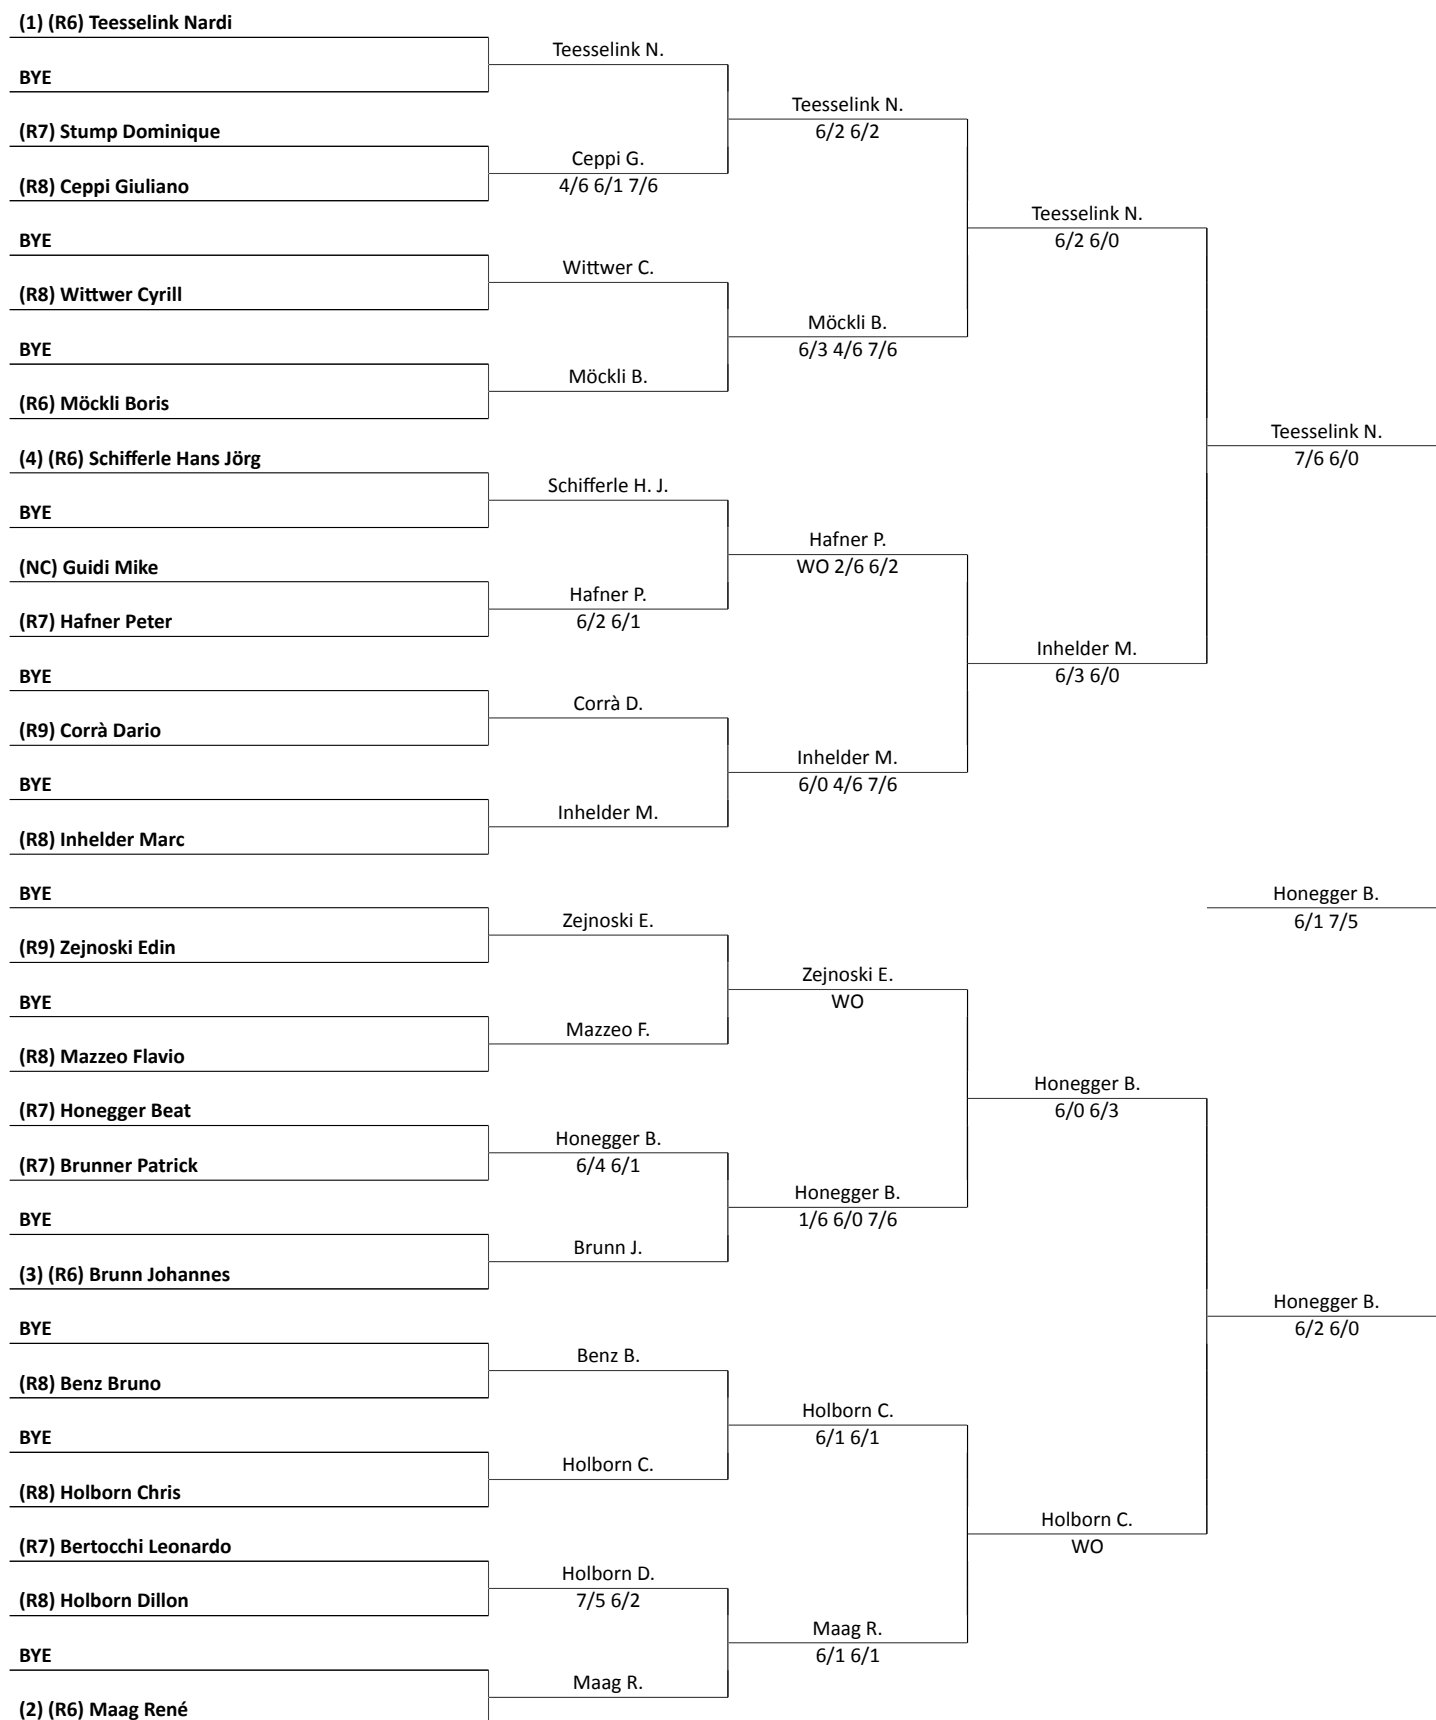 (1) (R6) Teesselink Nardi
BYE
(R7) Stump Dominique
(R8) Ceppi Giuliano
BYE
(R8) Wittwer Cyrill
BYE
(R6) Möckli Boris
(4) (R6) Schifferle Hans Jörg
BYE
(NC) Guidi Mike
(R7) Hafner Peter
BYE
(R9) Corrà Dario
BYE
(R8) Inhelder Marc
BYE
(R9) Zejnoski Edin
BYE
(R8) Mazzeo Flavio
(R7) Honegger Beat
(R7) Brunner Patrick
BYE
(3) (R6) Brunn Johannes
BYE
(R8) Benz Bruno
BYE
(R8) Holborn Chris
(R7) Bertocchi Leonardo
(R8) Holborn Dillon
BYE
(2) (R6) Maag René
Teesselink N.
Ceppi G.
4/6 6/1 7/6
Wittwer C.
Möckli B.
Schifferle H. J.
Hafner P.
6/2 6/1
Corrà D.
Inhelder M.
Zejnoski E.
Mazzeo F.
Honegger B.
6/4 6/1
Brunn J.
Benz B.
Holborn C.
Holborn D.
7/5 6/2
Maag R.
Teesselink N.
6/2 6/2
Möckli B.
6/3 4/6 7/6
Hafner P.
WO 2/6 6/2
Inhelder M.
6/0 4/6 7/6
Zejnoski E.
WO
Honegger B.
1/6 6/0 7/6
Holborn C.
6/1 6/1
Maag R.
6/1 6/1
Teesselink N.
6/2 6/0
Inhelder M.
6/3 6/0
Honegger B.
6/0 6/3
Holborn C.
WO
Teesselink N.
7/6 6/0
Honegger B.
6/1 7/5
Honegger B.
6/2 6/0